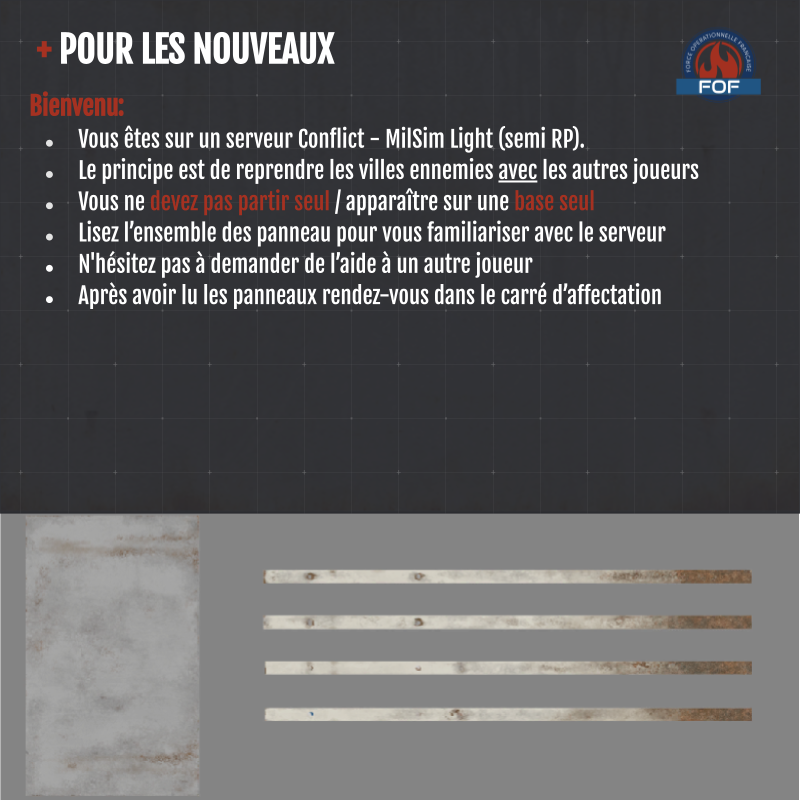 + POUR LES NOUVEAUX
FORCE OPERATIONNELLE FRANCAISE
FOF
Bienvenu:
• Vous êtes sur un serveur Conflict - MilSim Light (semi RP).
• Le principe est de reprendre les villes ennemies avec les autres joueurs
• Vous ne devez pas partir seul / apparaître sur une base seul
• Lisez l'ensemble des panneau pour vous familiariser avec le serveur
• N'hésitez pas à demander de l'aide à un autre joueur
• Après avoir lu les panneaux rendez-vous dans le carré d'affectation